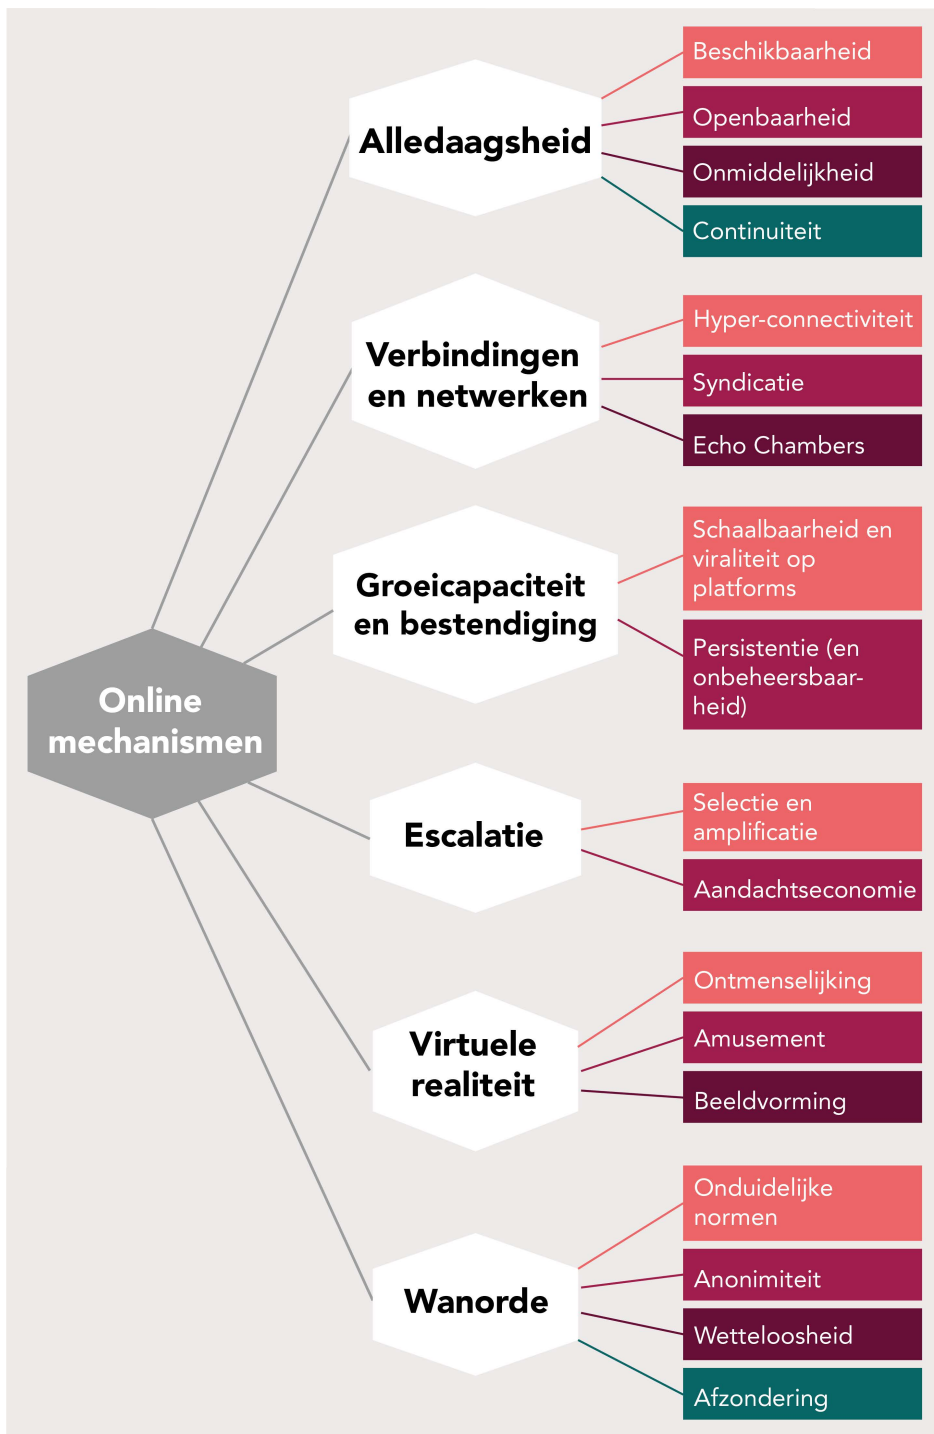 Online
mechanismen
Alledaagsheid
Beschikbaarheid
Openbaarheid
Onmiddelijkheid
Continuiteit
Verbindingen
en netwerken
Hyper-connectiviteit
Syndicatie
Echo Chambers
Groeicapaciteit
en bestendiging
Schaalbaarheid en
viraliteit op
platforms
Persistentie (en
onbeheersbaar-
heid)
Escalatie
Selectie en
amplificatie
Aandachtseconomie
Virtuele
realiteit
Ontmenselijking
Amusement
Beeldvorming
Wanorde
Onduidelijke
normen
Anonimiteit
Wetteloosheid
Afzondering